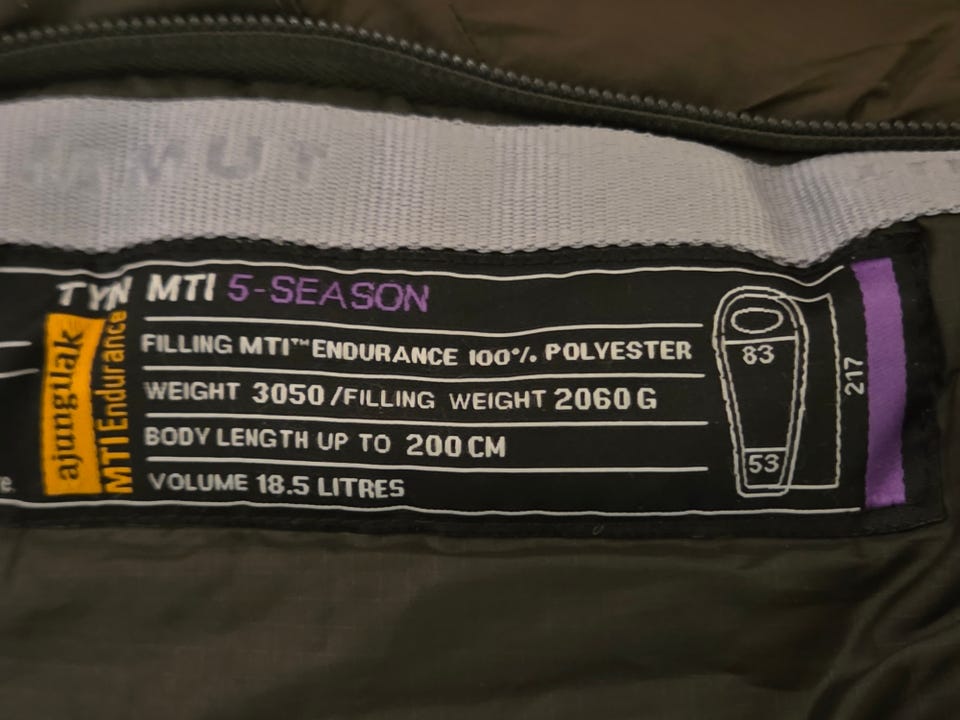 MUT
TYN MTI 5-SEASON
ajungilak
MTI Endurance
FILLING MTI™ ENDURANCE 100% POLYESTER
WEIGHT 3050 / FILLING WEIGHT 2060 G
BODY LENGTH UP TO 200 CM
VOLUME 18.5 LITRES
83
53
217